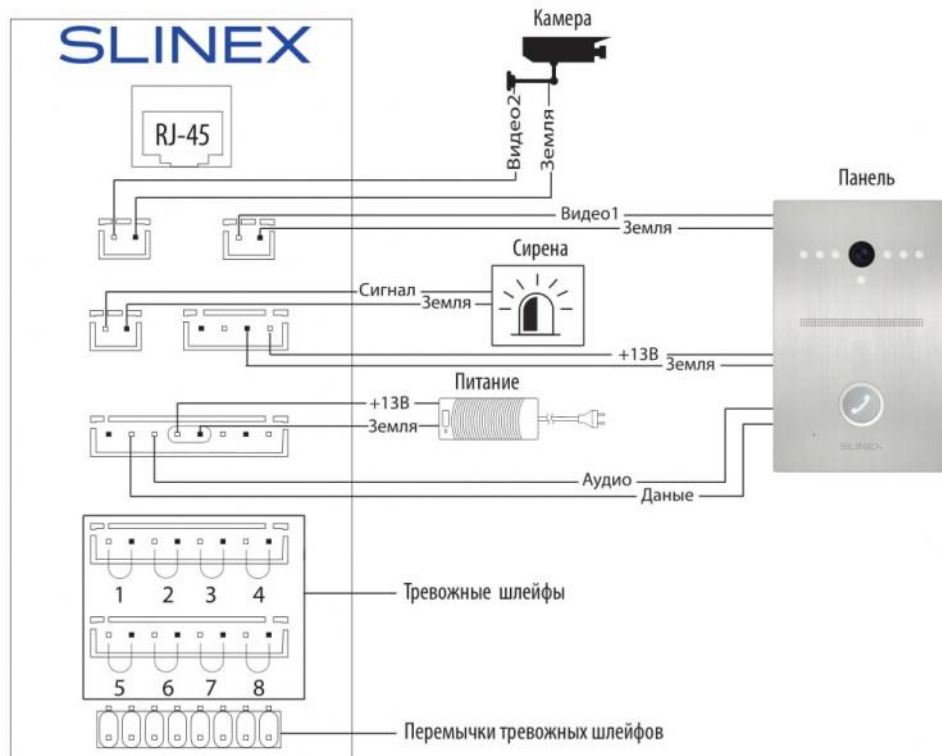 SLINEX
Камера
RJ-45
Видео2
Земля
Панель
Видео1
Земля
Сирена
Сигнал
Земля
+13В
Земля
Питание
+13В
Земля
SLINEX
Аудио
Даные
1 2 3 4
Тревожные шлейфы
5 6 7 8
Перемычки тревожных шлейфов